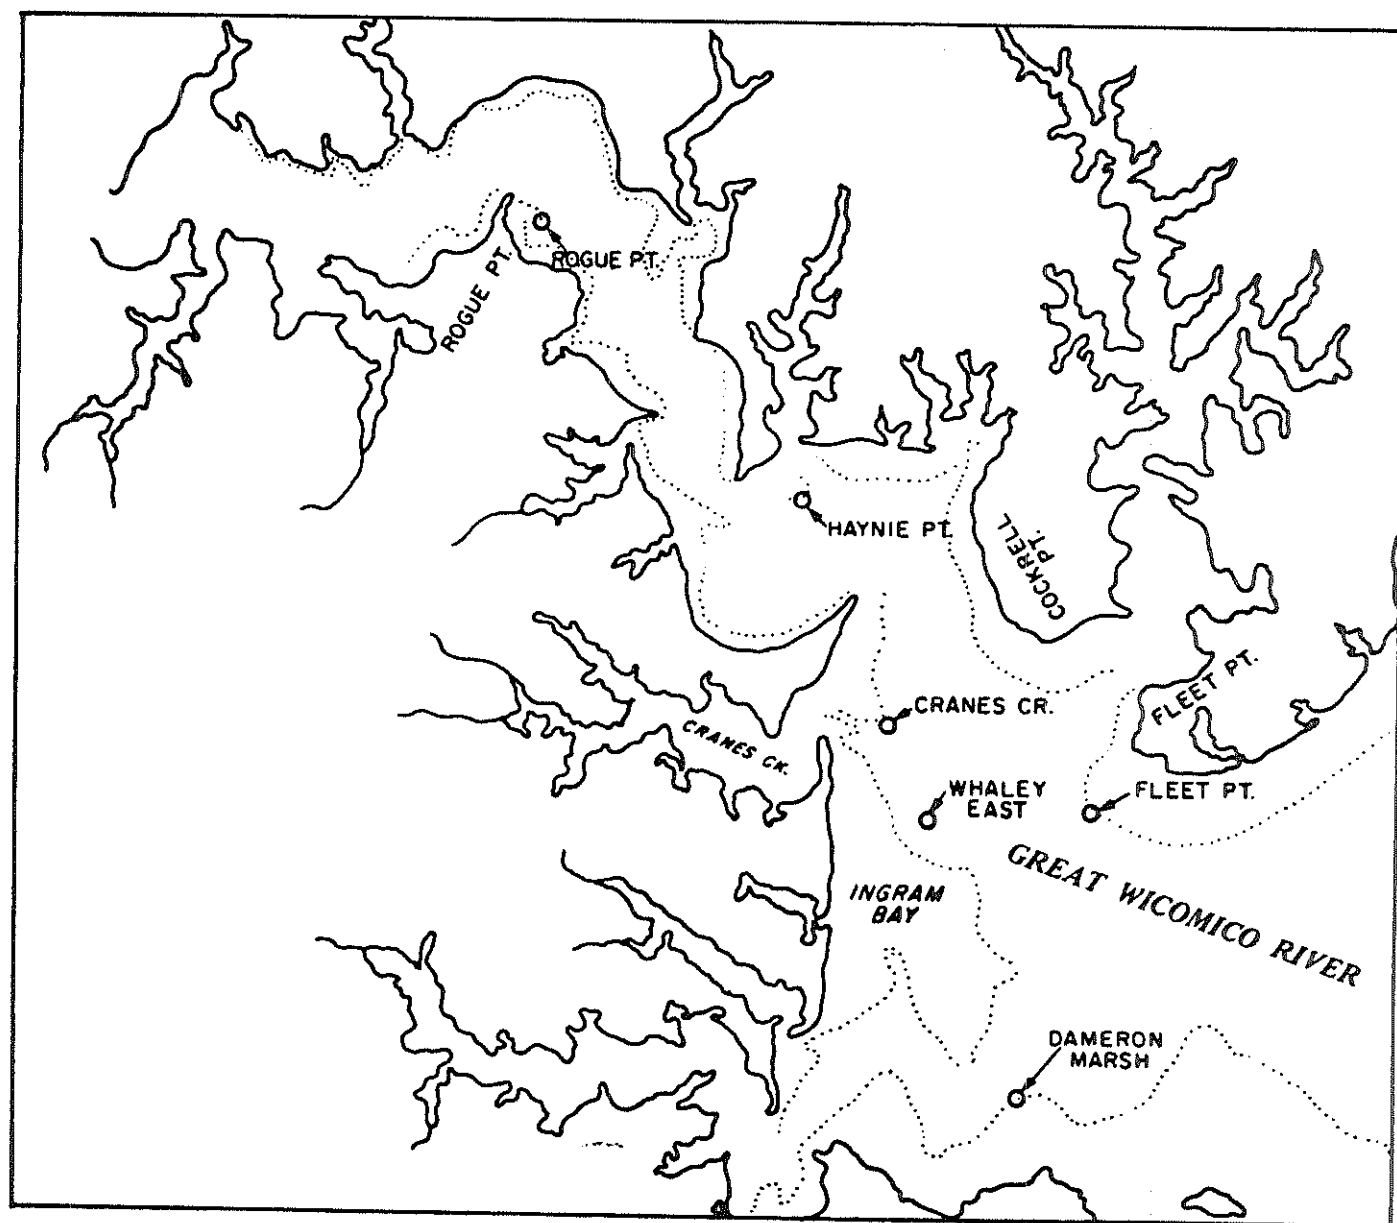 ROGUE PT.
ROGUE PT.
HAYNIE PT.
COCKRELL
PT.
FLEET PT.
CRANES CR.
CRANES CK.
WHALEY
EAST
FLEET PT.
GREAT WICOMICO RIVER
INGRAM
BAY
DAMERON
MARSH